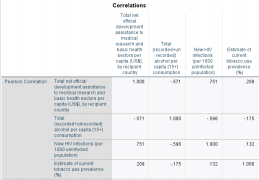 Correlations
Total net
official
development
assistance to
medical
research and
basic health
sectors per
capita (US$),
by recipient
country
Total
(recorded+un
recorded)
alcohol per
capita (15+)
consumption
New HIV
infections
(per 1000
uninfected
population)
Estimate of
current
tobacco use
prevalence
(%)
Pearson Correlation
Total net official
development assistance
to medical research and
basic health sectors per
capita (US$), by recipient
country
1.000
-.571
.751
.209
Total
(recorded+unrecorded)
alcohol per capita (15+)
consumption
-.571
1.000
-.596
-.175
New HIV infections (per
1000 uninfected
population)
.751
-.596
1.000
.132
Estimate of current
tobacco use prevalence
(%)
.209
-.175
.132
1.000